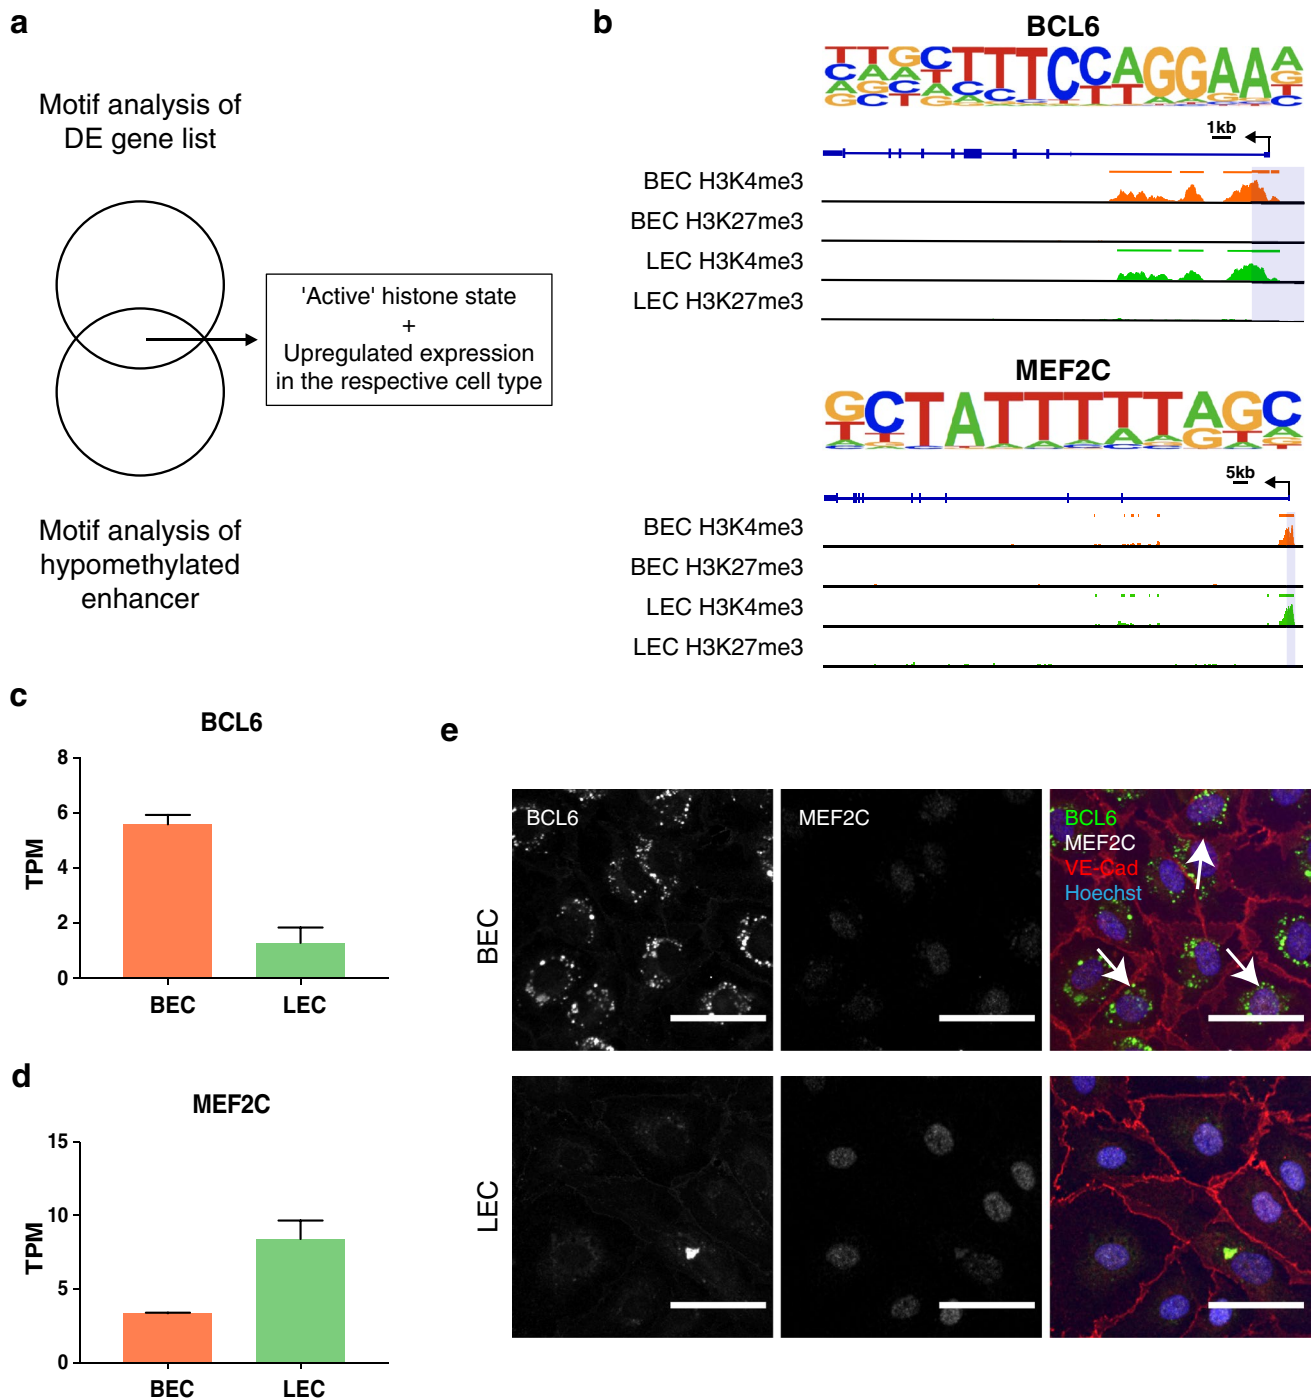 a
Motif analysis of
DE gene list
'Active' histone state
+
Upregulated expression
in the respective cell type
Motif analysis of
hypomethylated
enhancer
b
BCL6
1kb
BEC H3K4me3
BEC H3K27me3
LEC H3K4me3
LEC H3K27me3
MEF2C
GCTATTTTTAGC
5kb
BEC H3K4me3
BEC H3K27me3
LEC H3K4me3
LEC H3K27me3
c
BCL6
TPM
8
6
4
2
0
BEC LEC
d
MEF2C
TPM
15
10
5
0
BEC LEC
e
BEC
BCL6
MEF2C
BCL6
MEF2C
VE-Cad
Hoechst
LEC